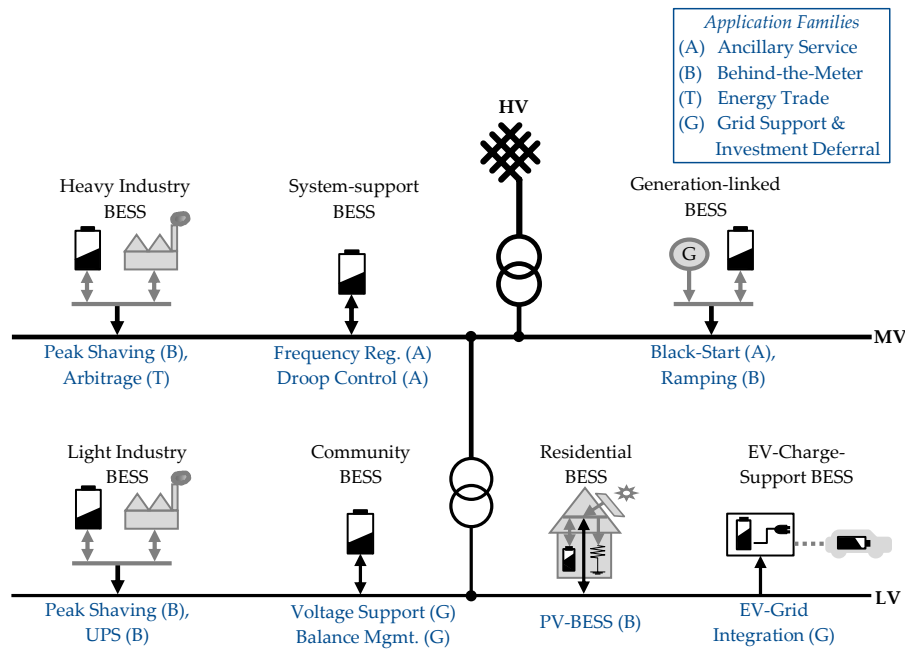 Application Families
(A) Ancillary Service
(B) Behind-the-Meter
(T) Energy Trade
(G) Grid Support &
Investment Deferral
HV
Heavy Industry
BESS
System-support
BESS
Generation-linked
BESS
G
MV
Peak Shaving (B),
Arbitrage (T)
Frequency Reg. (A)
Droop Control (A)
Black-Start (A),
Ramping (B)
Light Industry
BESS
Community
BESS
Residential
BESS
EV-Charge-
Support BESS
LV
Peak Shaving (B),
UPS (B)
Voltage Support (G)
Balance Mgmt. (G)
PV-BESS (B)
EV-Grid
Integration (G)